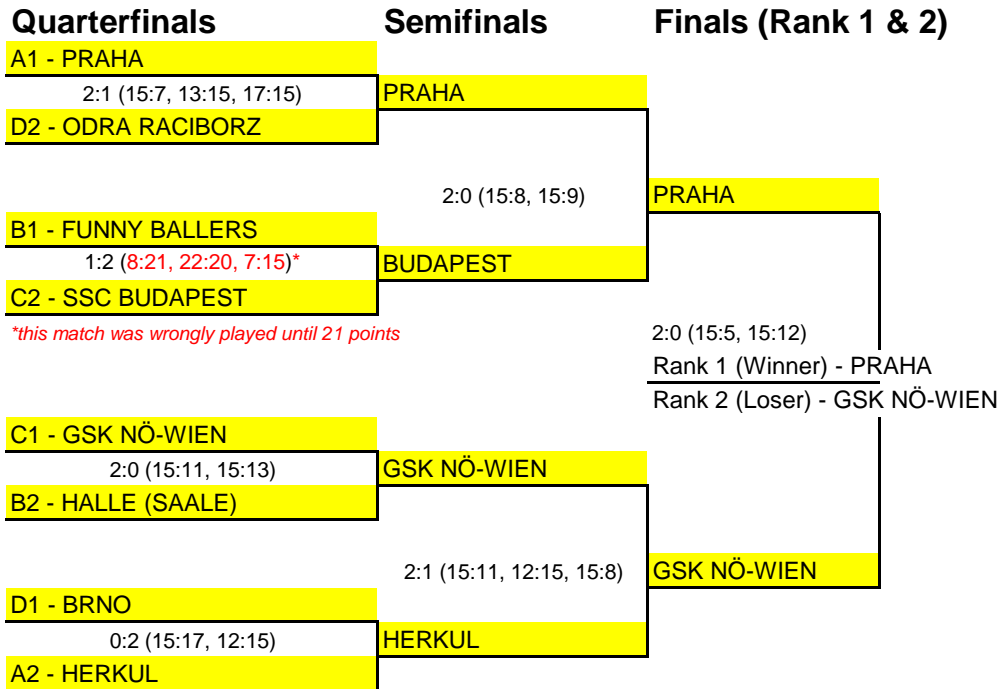 Quarterfinals Semifinals Finals (Rank 1 & 2)
A1 - PRAHA
2:1 (15:7, 13:15, 17:15) PRAHA
D2 - ODRA RACIBORZ
2:0 (15:8, 15:9) PRAHA
B1 - FUNNY BALLERS
1:2 (8:21, 22:20, 7:15)* BUDAPEST
C2 - SSC BUDAPEST
*this match was wrongly played until 21 points 2:0 (15:5, 15:12)
Rank 1 (Winner) - PRAHA
Rank 2 (Loser) - GSK NÖ-WIEN
C1 - GSK NÖ-WIEN
2:0 (15:11, 15:13) GSK NÖ-WIEN
B2 - HALLE (SAALE)
2:1 (15:11, 12:15, 15:8) GSK NÖ-WIEN
D1 - BRNO
0:2 (15:17, 12:15) HERKUL
A2 - HERKUL